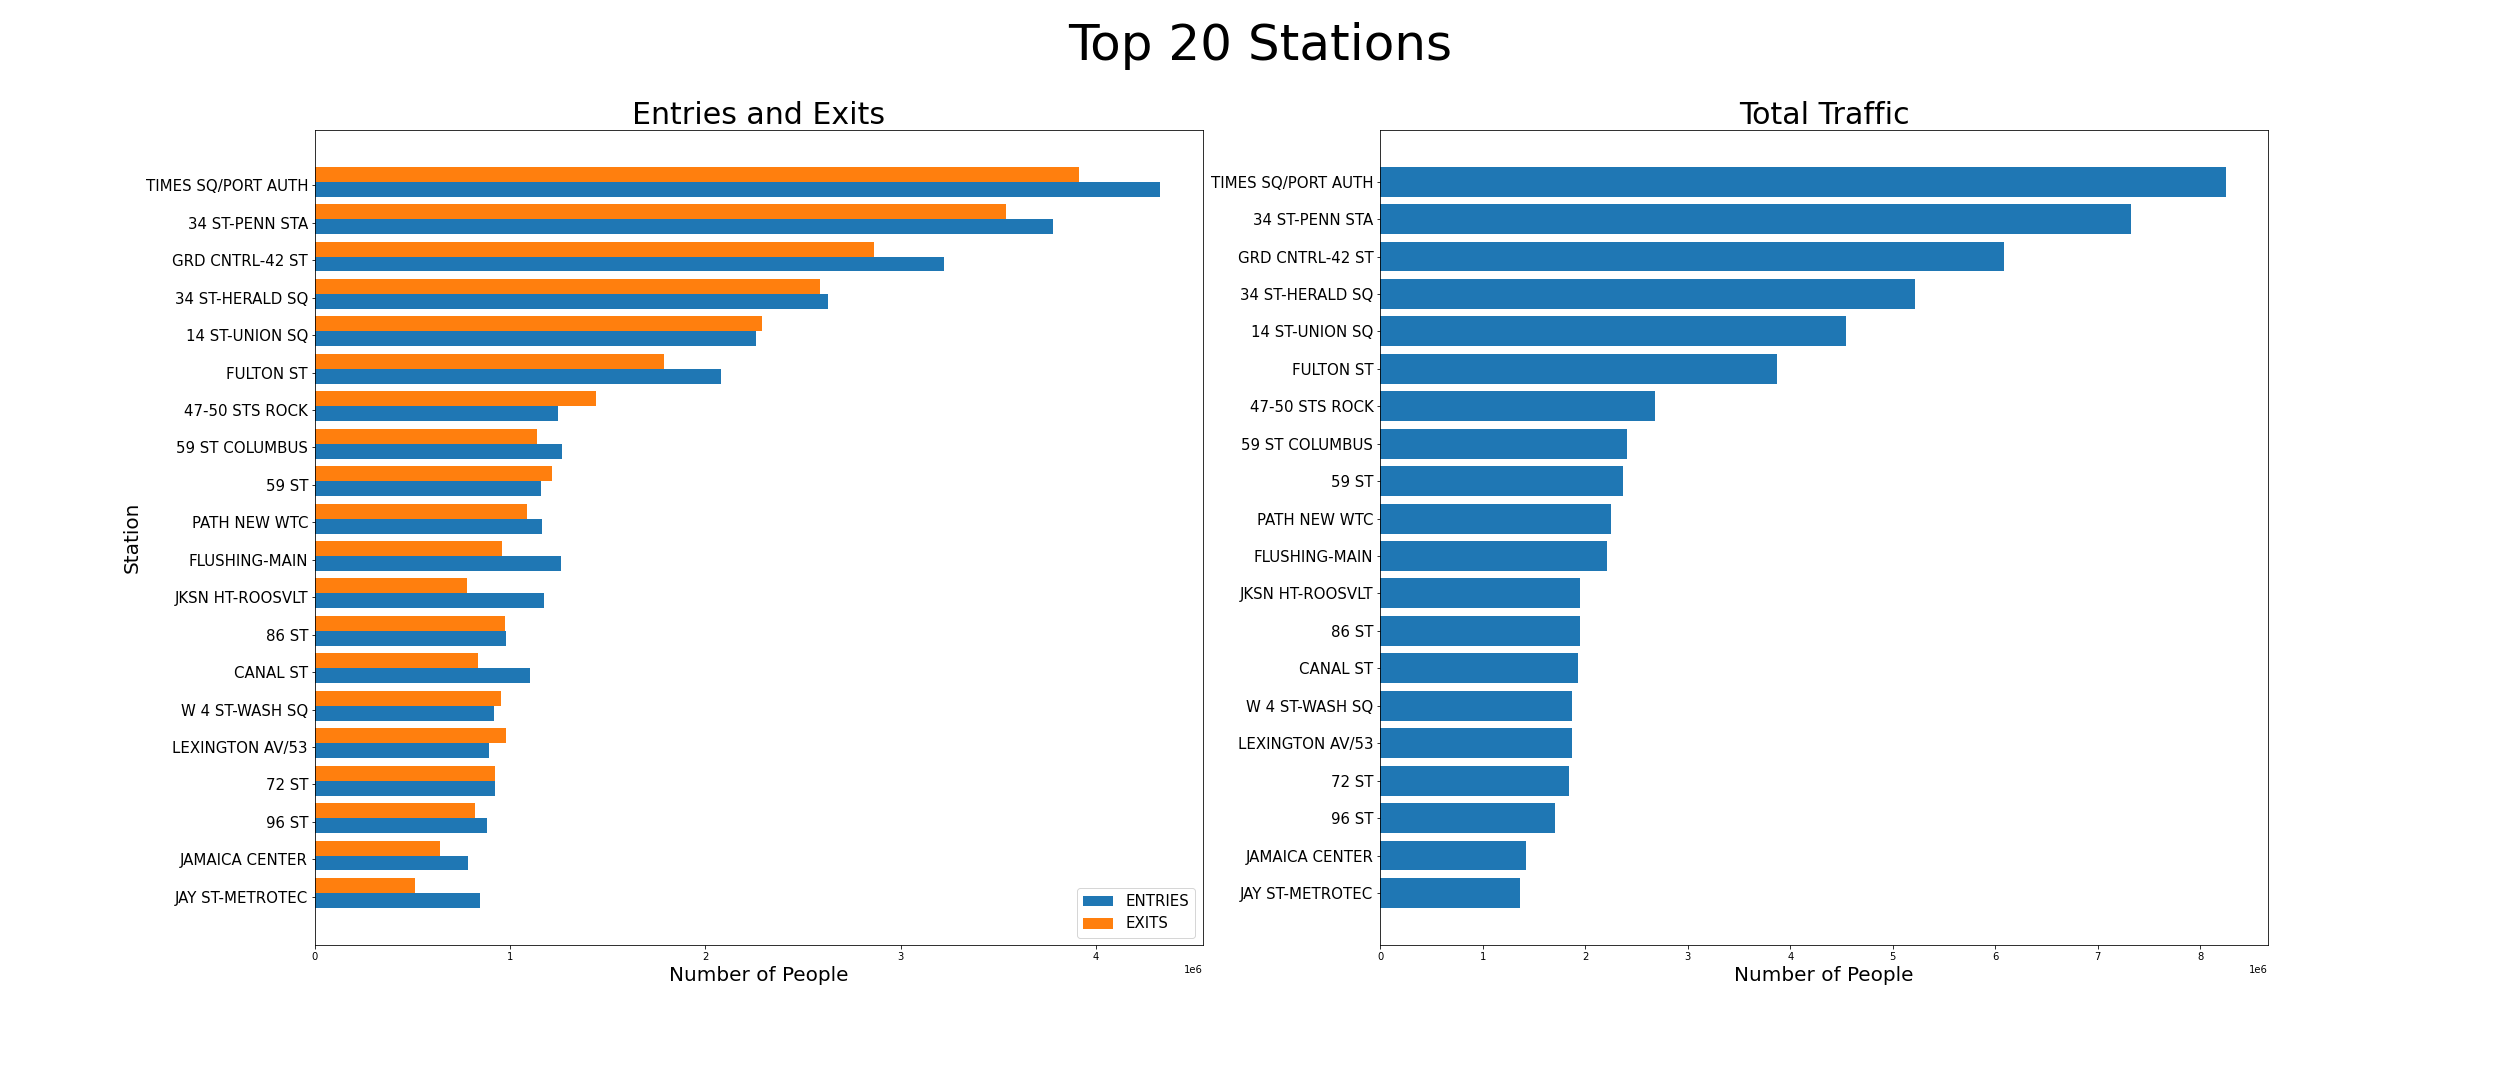 Top 20 Stations
Entries and Exits
Station
TIMES SQ/PORT AUTH
34 ST-PENN STA
GRD CNTRL-42 ST
34 ST-HERALD SQ
14 ST-UNION SQ
FULTON ST
47-50 STS ROCK
59 ST COLUMBUS
59 ST
PATH NEW WTC
FLUSHING-MAIN
JKSN HT-ROOSVLT
86 ST
CANAL ST
W 4 ST-WASH SQ
LEXINGTON AV/53
72 ST
96 ST
JAMAICA CENTER
JAY ST-METROTEC
ENTRIES
EXITS
0 1 2 3 4
1e6
Number of People
Total Traffic
TIMES SQ/PORT AUTH
34 ST-PENN STA
GRD CNTRL-42 ST
34 ST-HERALD SQ
14 ST-UNION SQ
FULTON ST
47-50 STS ROCK
59 ST COLUMBUS
59 ST
PATH NEW WTC
FLUSHING-MAIN
JKSN HT-ROOSVLT
86 ST
CANAL ST
W 4 ST-WASH SQ
LEXINGTON AV/53
72 ST
96 ST
JAMAICA CENTER
JAY ST-METROTEC
0 1 2 3 4 5 6 7 8
1e6
Number of People